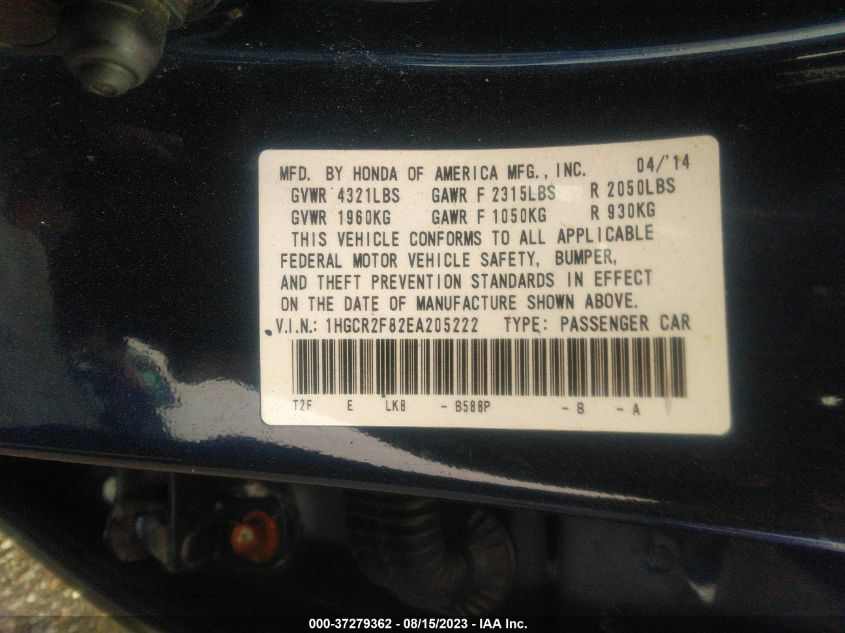 MFD. BY HONDA OF AMERICA MFG., INC. 04/'14
GVWR 4321LBS GAWR F 2315LBS R 2050LBS
GVWR 1960KG GAWR F 1050KG R 930KG
THIS VEHICLE CONFORMS TO ALL APPLICABLE
FEDERAL MOTOR VEHICLE SAFETY, BUMPER,
AND THEFT PREVENTION STANDARDS IN EFFECT
ON THE DATE OF MANUFACTURE SHOWN ABOVE.
V.I.N.: 1HGCR2F82EA205222 TYPE: PASSENGER CAR
T2F E LK8 - B588P - B - A
000-37279362 - 08/15/2023 - IAA Inc.